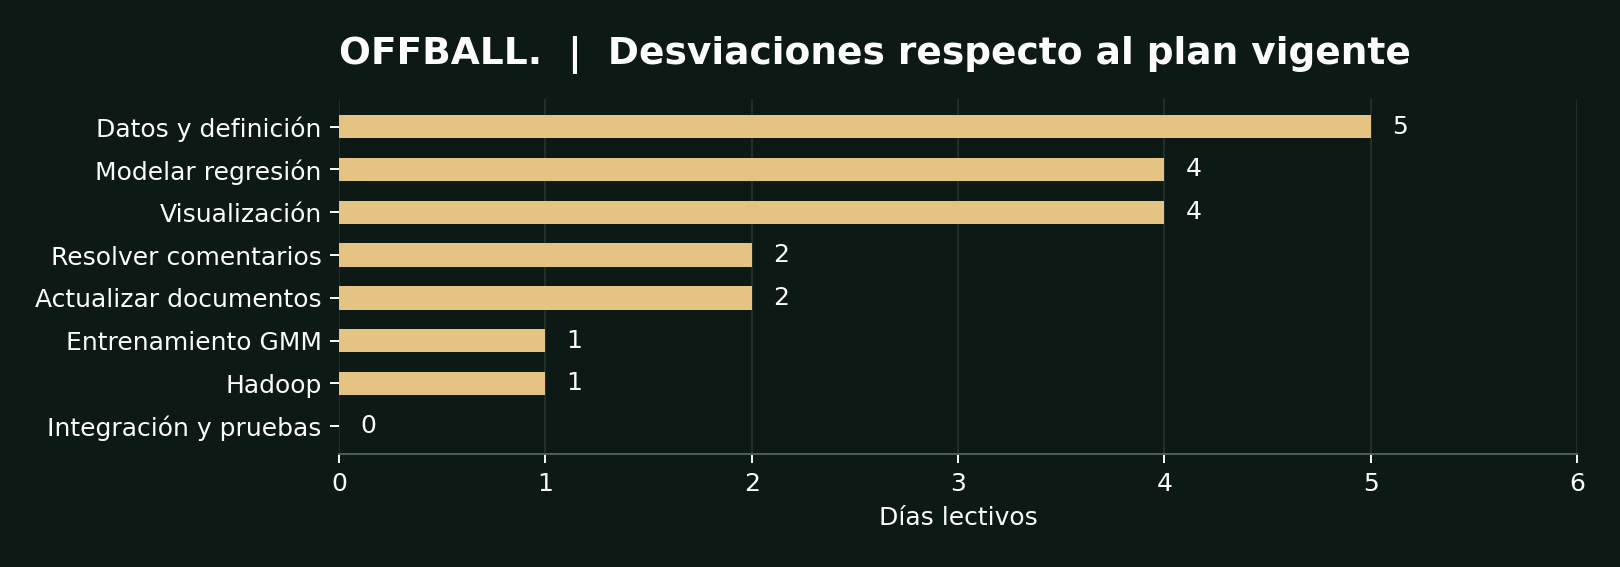 OFFBALL. | Desviaciones respecto al plan vigente
Datos y definición 5
Modelar regresión 4
Visualización 4
Resolver comentarios 2
Actualizar documentos 2
Entrenamiento GMM 1
Hadoop 1
Integración y pruebas 0
0 1 2 3 4 5 6
Días lectivos